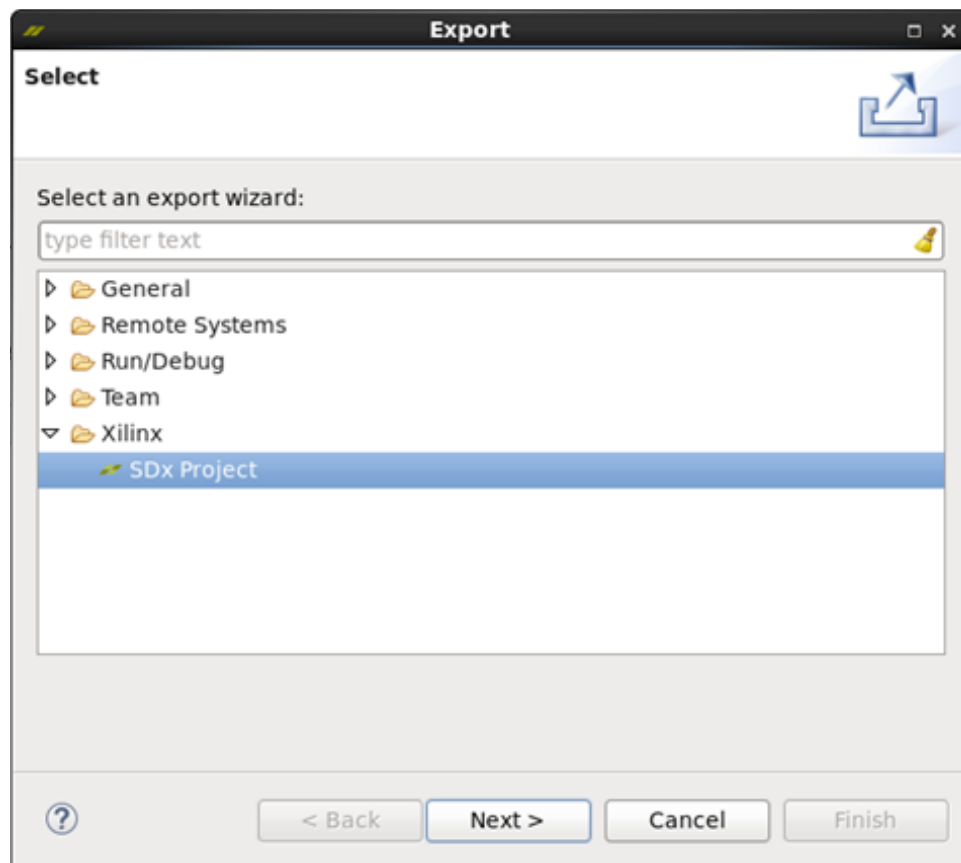 Export
Select
Select an export wizard:
type filter text
General
Remote Systems
Run/Debug
Team
Xilinx
SDx Project
? < Back Next > Cancel Finish